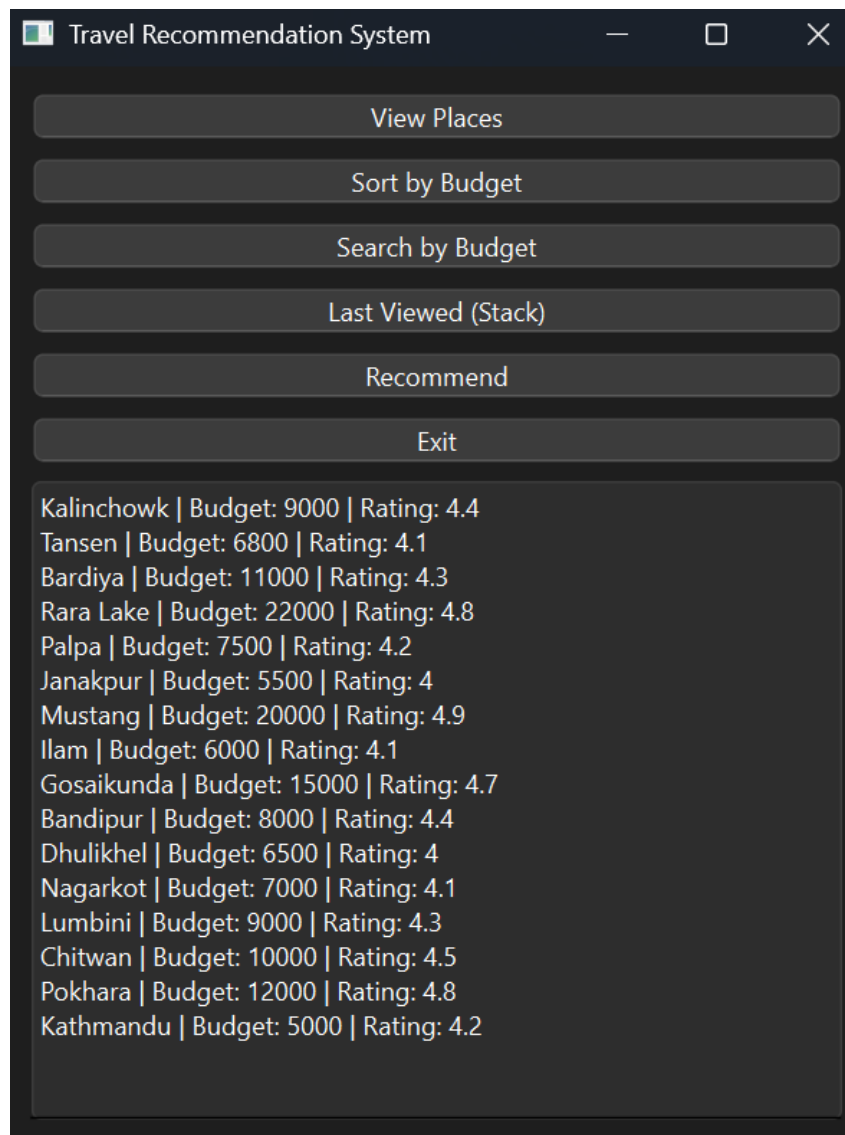 Travel Recommendation System
View Places
Sort by Budget
Search by Budget
Last Viewed (Stack)
Recommend
Exit
Kalinchowk | Budget: 9000 | Rating: 4.4
Tansen | Budget: 6800 | Rating: 4.1
Bardiya | Budget: 11000 | Rating: 4.3
Rara Lake | Budget: 22000 | Rating: 4.8
Palpa | Budget: 7500 | Rating: 4.2
Janakpur | Budget: 5500 | Rating: 4
Mustang | Budget: 20000 | Rating: 4.9
Ilam | Budget: 6000 | Rating: 4.1
Gosaikunda | Budget: 15000 | Rating: 4.7
Bandipur | Budget: 8000 | Rating: 4.4
Dhulikhel | Budget: 6500 | Rating: 4
Nagarkot | Budget: 7000 | Rating: 4.1
Lumbini | Budget: 9000 | Rating: 4.3
Chitwan | Budget: 10000 | Rating: 4.5
Pokhara | Budget: 12000 | Rating: 4.8
Kathmandu | Budget: 5000 | Rating: 4.2